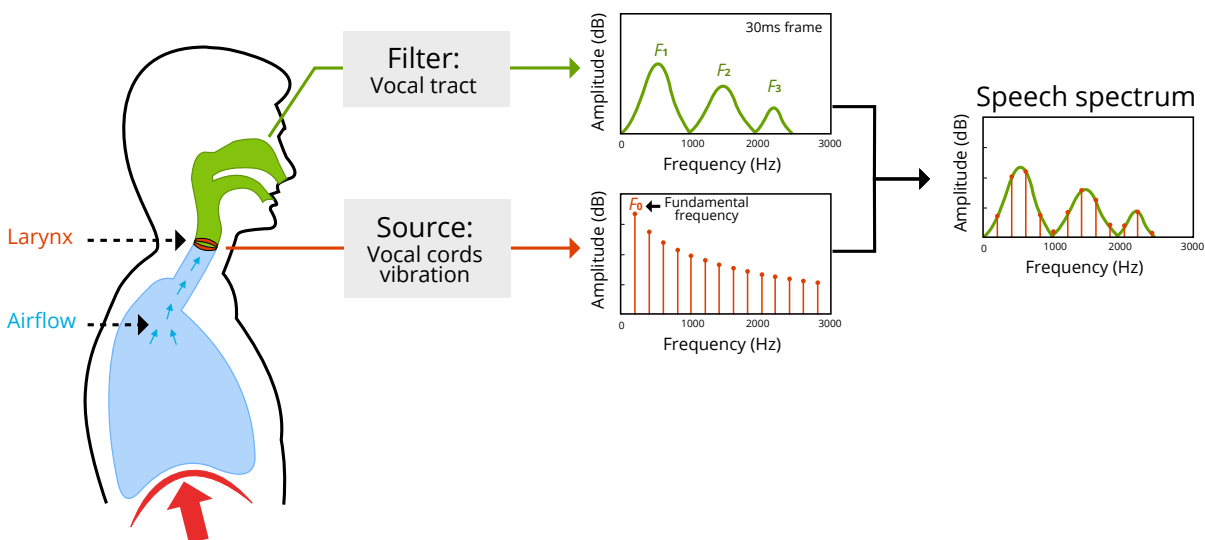 Filter:
Vocal tract
Source:
Vocal cords
vibration
Larynx
Airflow
Amplitude (dB)
30ms frame
F1
F2
F3
0
1000
2000
3000
Frequency (Hz)
Amplitude (dB)
F0
Fundamental
frequency
0
1000
2000
3000
Frequency (Hz)
Speech spectrum
Amplitude (dB)
0
1000
2000
3000
Frequency (Hz)